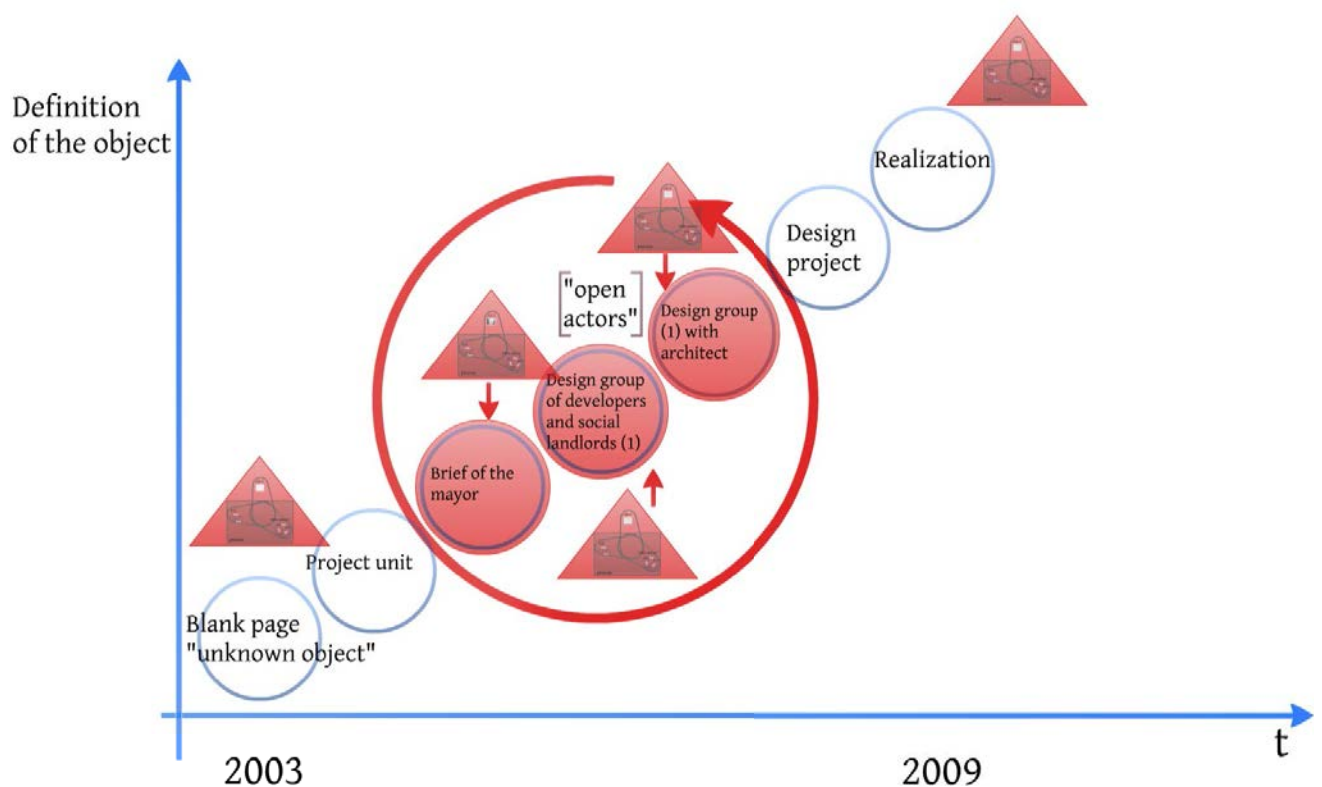 Definition
of the object
Realization
Design
project
"open
actors"
Design group
(1) with
architect
Design group
of developers
and social
landlords (1)
Brief of the
mayor
Project unit
Blank page
"unknown object"
t
2003
2009